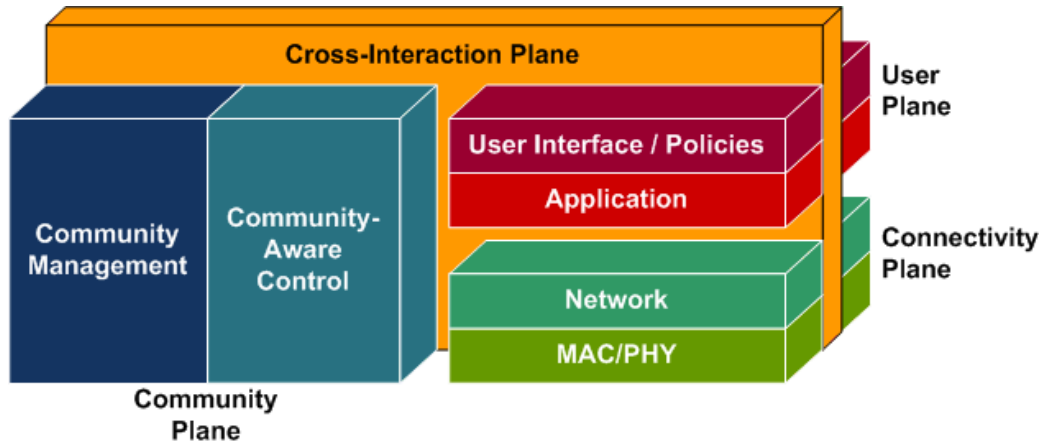 Cross-Interaction Plane
User
Plane
User Interface / Policies
Application
Community
Management
Community-
Aware
Control
Connectivity
Plane
Network
MAC/PHY
Community
Plane